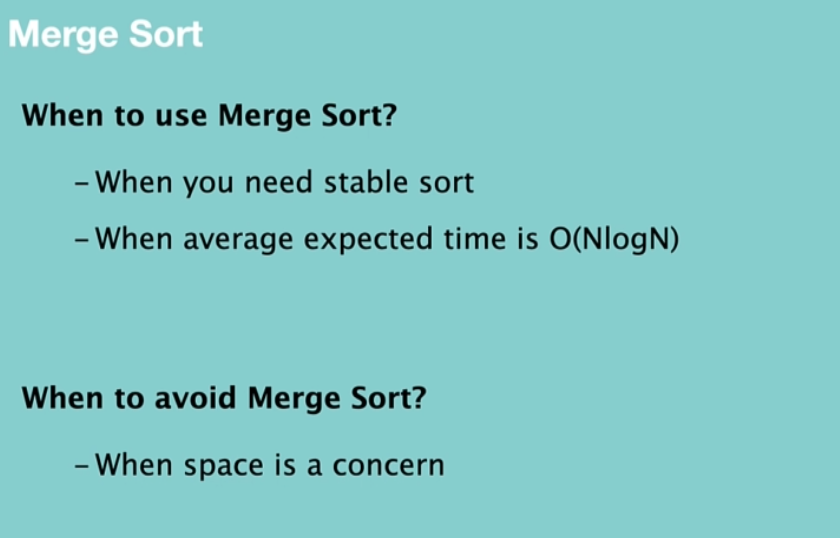 Merge Sort
When to use Merge Sort?
– When you need stable sort
– When average expected time is O(NlogN)
When to avoid Merge Sort?
– When space is a concern